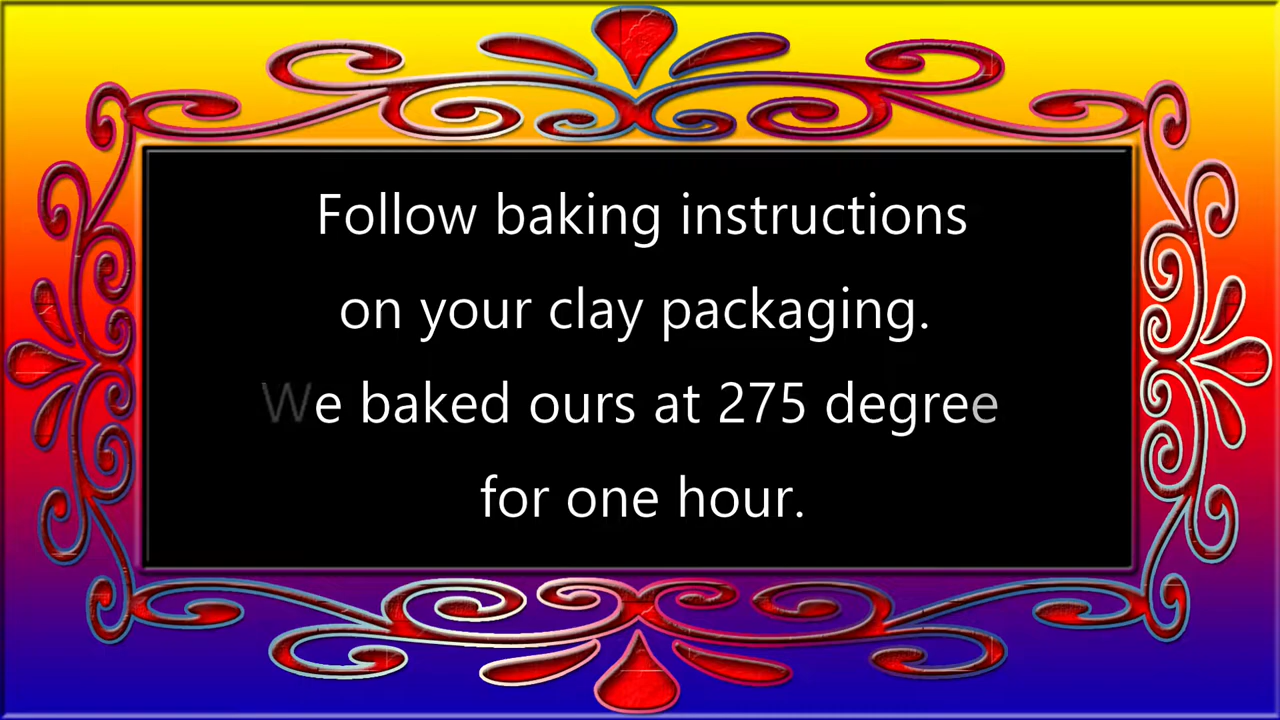 Follow baking instructions
on your clay packaging.
We baked ours at 275 degree
for one hour.